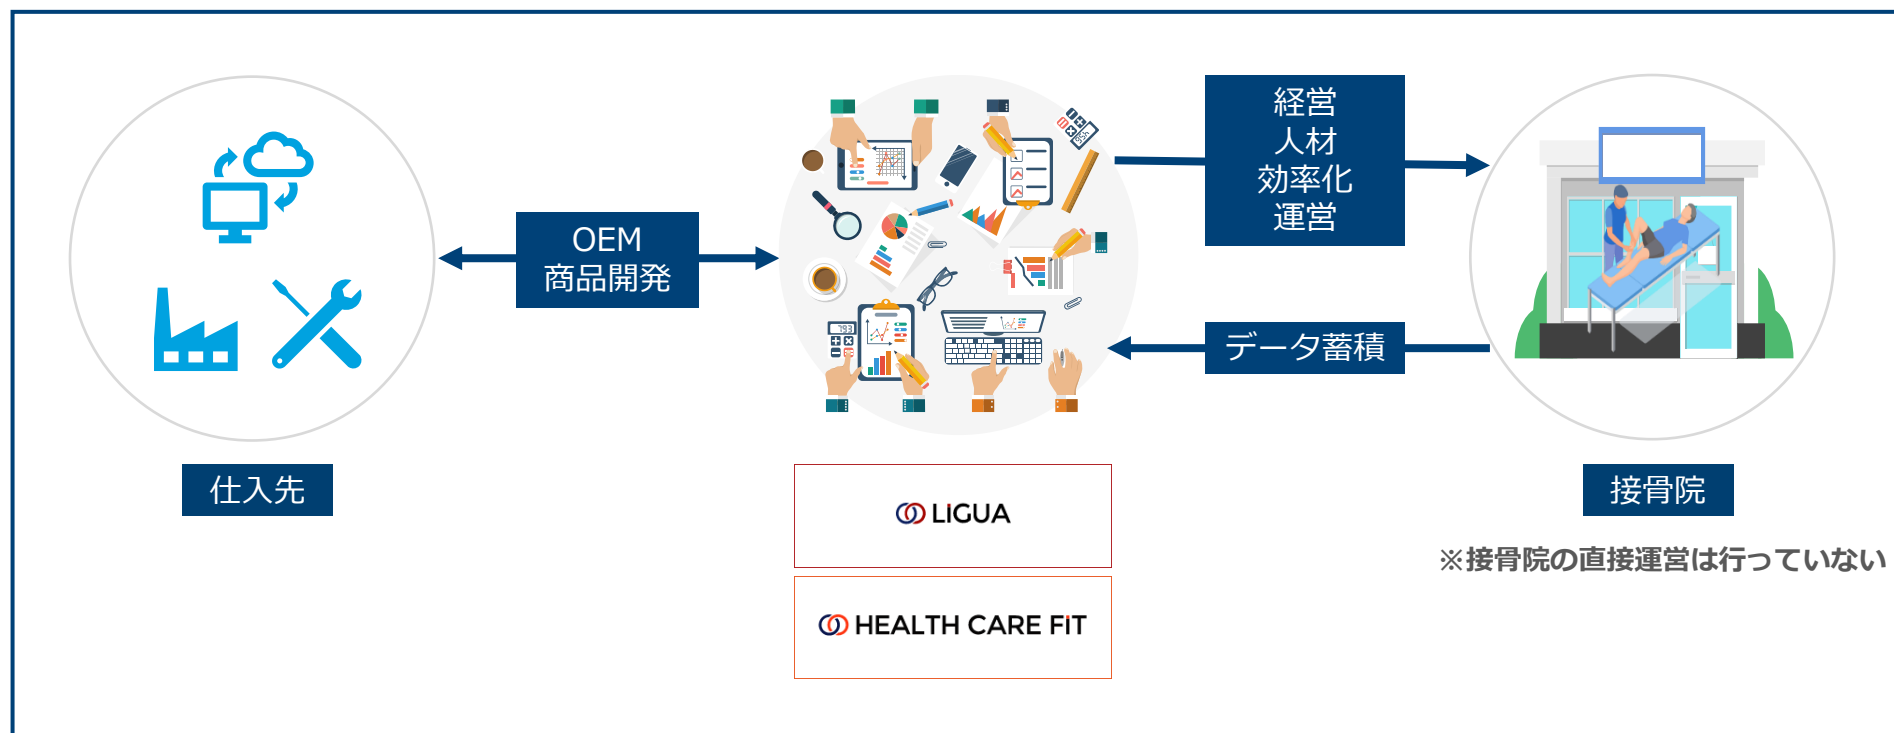 経営
人材
効率化
運営
OEM
商品開発
データ蓄積
793
仕入先
接骨院
LIGUA
※接骨院の直接運営は行っていない
HEALTH CARE FIT